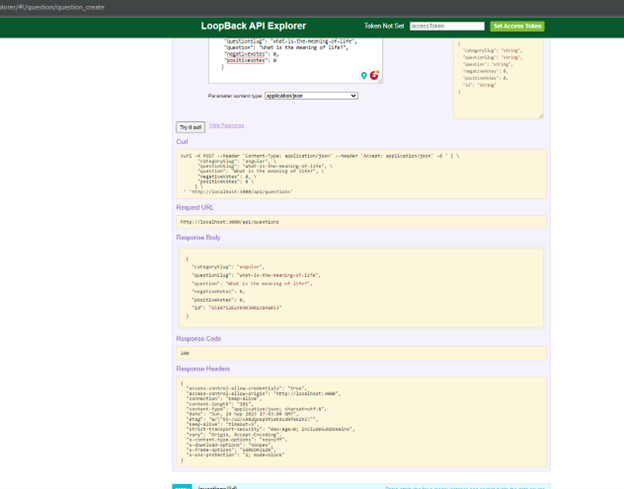 plorer/#!/question/question_create
LoopBack API Explorer
Token Not Set
accessToken
Set Access Token
"questionSlug": "what-is-the-meaning-of-life",
"question": "What is the meaning of life?",
"negativeVotes": 0,
"positiveVotes": 0
}
{
"categorySlug": "string",
"questionSlug": "string",
"question": "string",
"negativeVotes": 0,
"positiveVotes": 0,
"id": "string"
}
Parameter content type:
application/json
Try it out!
Hide Response
Curl
curl -X POST --header 'Content-Type: application/json' --header 'Accept: application/json' -d ' { \
"categorySlug": "angular", \
"questionSlug": "what-is-the-meaning-of-life", \
"question": "What is the meaning of life?", \
"negativeVotes": 0, \
"positiveVotes": 0 \
} \
' 'http://localhost:3000/api/questions'
Request URL
http://localhost:3000/api/questions
Response Body
{
"categorySlug": "angular",
"questionSlug": "what-is-the-meaning-of-life",
"question": "What is the meaning of life?",
"negativeVotes": 0,
"positiveVotes": 0,
"id":
}
Response Code
200
Response Headers
{
"access-control-allow-credentials": "true",
"access-control-allow-origin": "http://localhost:3000",
"connection": "keep-alive",
"content-length":
"content-type": "application/json; charset=utf-8",
"date": "Sun, 24 Sep 2023 GMT",
"etag":
"keep-alive": "timeout=5",
"strict-transport-security": "max-age=0; includeSubDomains",
"vary": "Origin, Accept-Encoding",
"x-content-type-options": "nosniff",
"x-download-options": "noopen",
"x-frame-options": "SAMEORIGIN",
"x-xss-protection": "1; mode=block"
}